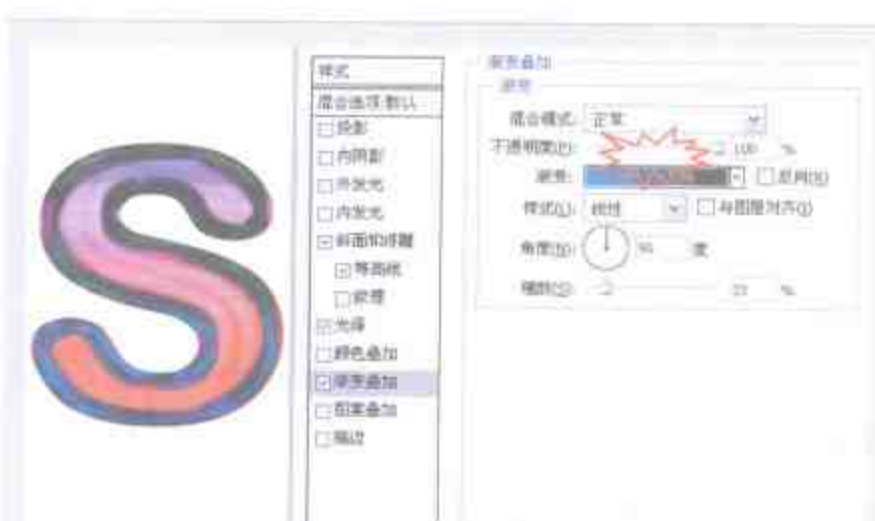 样式
混合选项:默认
投影
内阴影
外发光
内发光
斜面和浮雕
等高线
纹理
光泽
颜色叠加
渐变叠加
图案叠加
描边
渐变叠加
渐变
混合模式: 正常
不透明度(P): 100 %
渐变: 反向(R)
样式(L): 线性 与图层对齐(I)
角度(N): 90 度
缩放(S): %